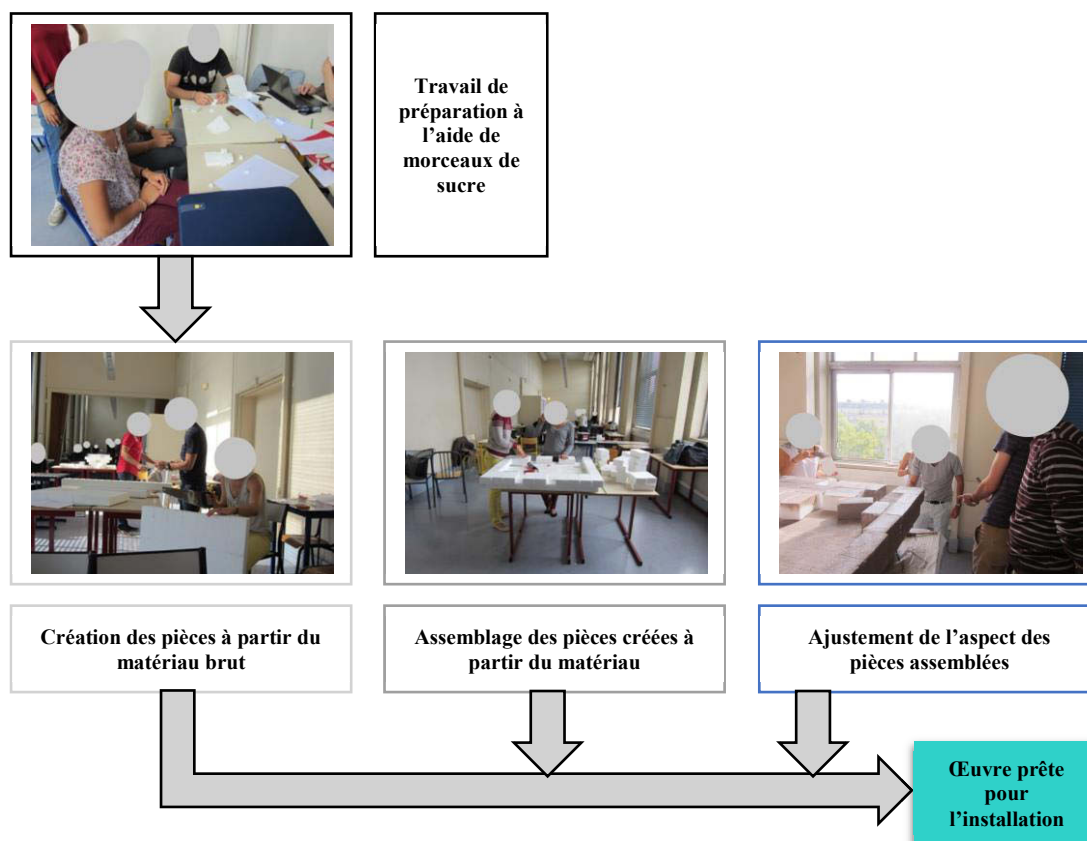 Travail de
préparation à
l’aide de
morceaux de
sucre
Création des pièces à partir du
matériau brut
Assemblage des pièces créées à
partir du matériau
Ajustement de l’aspect des
pièces assemblées
Œuvre prête
pour
l’installation